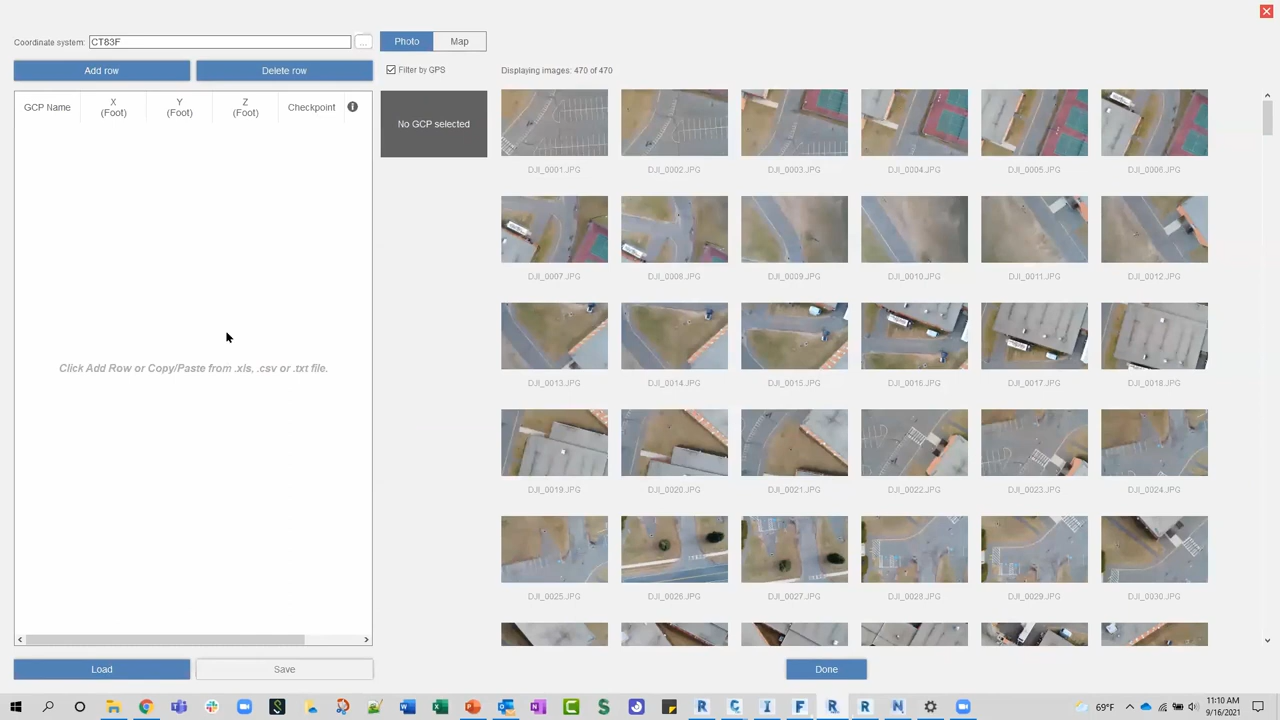 Coordinate system: CT83F ...
Photo Map
Add row Delete row
Filter by GPS
Displaying images: 470 of 470
GCP Name X (Foot) Y (Foot) Z (Foot) Checkpoint
No GCP selected
DJI_0001.JPG DJI_0002.JPG DJI_0003.JPG DJI_0004.JPG DJI_0005.JPG DJI_0006.JPG
DJI_0007.JPG DJI_0008.JPG DJI_0009.JPG DJI_0010.JPG DJI_0011.JPG DJI_0012.JPG
Click Add Row or Copy/Paste from .xls, .csv or .txt file.
DJI_0013.JPG DJI_0014.JPG DJI_0015.JPG DJI_0016.JPG DJI_0017.JPG DJI_0018.JPG
DJI_0019.JPG DJI_0020.JPG DJI_0021.JPG DJI_0022.JPG DJI_0023.JPG DJI_0024.JPG
DJI_0025.JPG DJI_0026.JPG DJI_0027.JPG DJI_0028.JPG DJI_0029.JPG DJI_0030.JPG
Load Save
Done
69°F
11:10 AM
9/16/2021